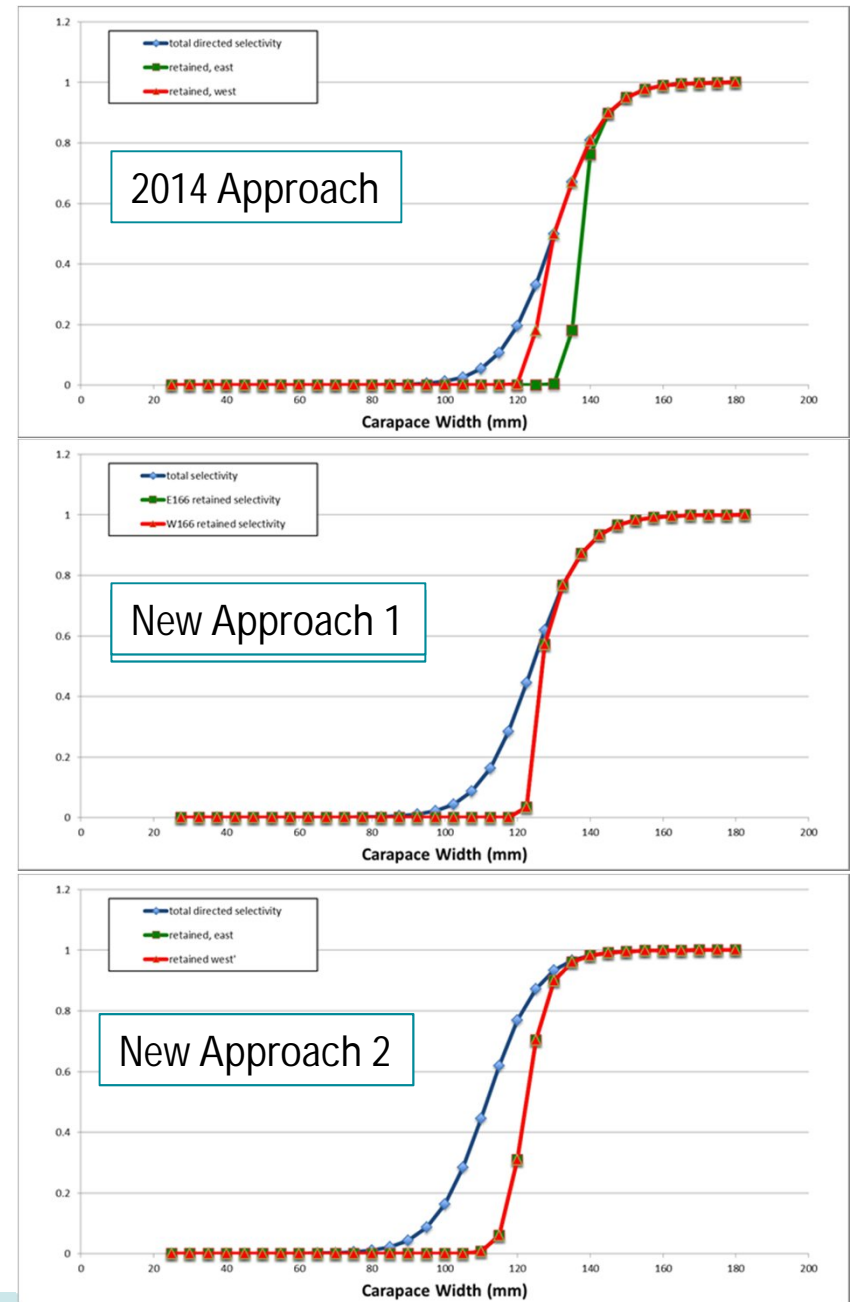 1.2
total directed selectivity
retained, east
retained, west
1
0.8
2014 Approach
0.6
0.4
0.2
0
0 20 40 60 80 100 120 140 160 180 200
Carapace Width (mm)
1.2
total selectivity
E166 retained selectivity
W166 retained selectivity
1
0.8
New Approach 1
0.6
0.4
0.2
0
0 20 40 60 80 100 120 140 160 180 200
Carapace Width (mm)
1.2
total directed selectivity
retained, east
retained west'
1
0.8
New Approach 2
0.6
0.4
0.2
0
0 20 40 60 80 100 120 140 160 180 200
Carapace Width (mm)